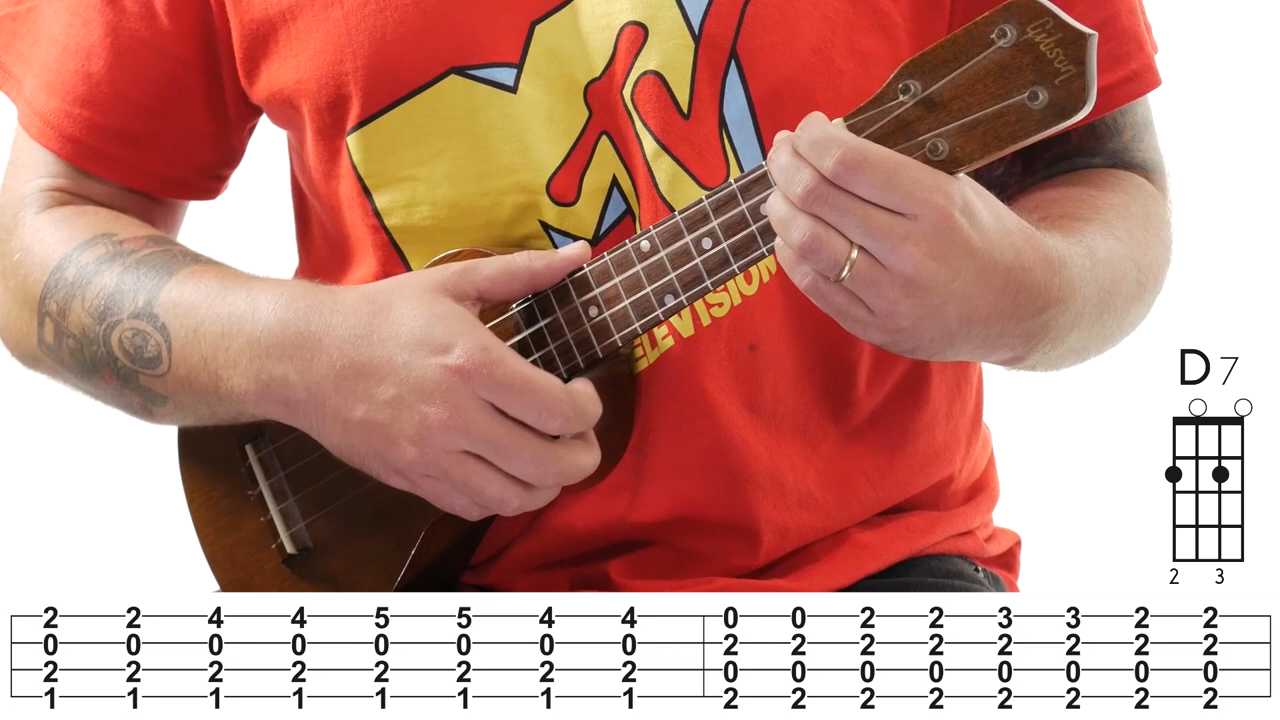 Gibson
MTV
ELEVISION
D7
2 3
2 2 4 4 5 5 4 4 0 0 2 2 3 3 2 2
0 0 0 0 0 0 0 0 2 2 2 2 2 2 2 2
2 2 2 2 2 2 2 2 0 0 0 0 0 0 0 0
1 1 1 1 1 1 1 1 2 2 2 2 2 2 2 2